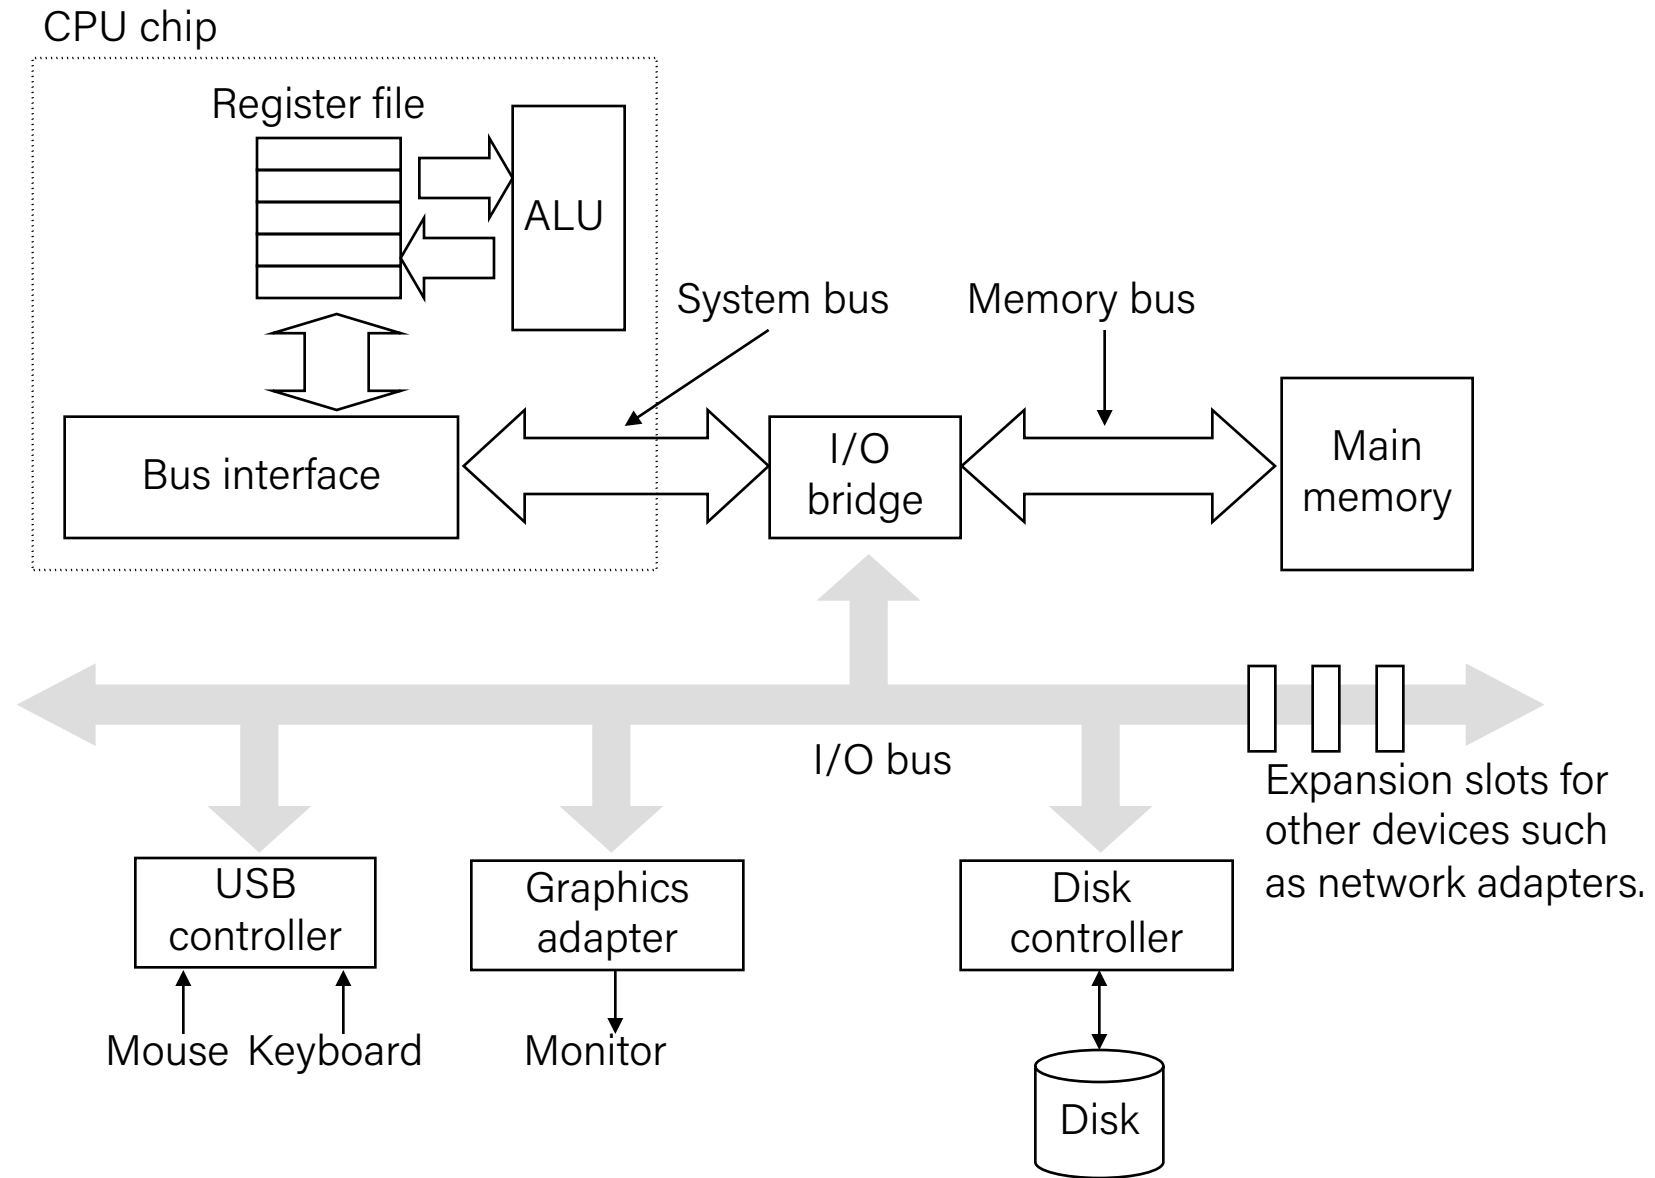 CPU chip
Register file
ALU
System bus
Memory bus
Bus interface
I/O
bridge
Main
memory
I/O bus
Expansion slots for
other devices such
as network adapters.
USB
controller
Graphics
adapter
Disk
controller
Mouse
Keyboard
Monitor
Disk